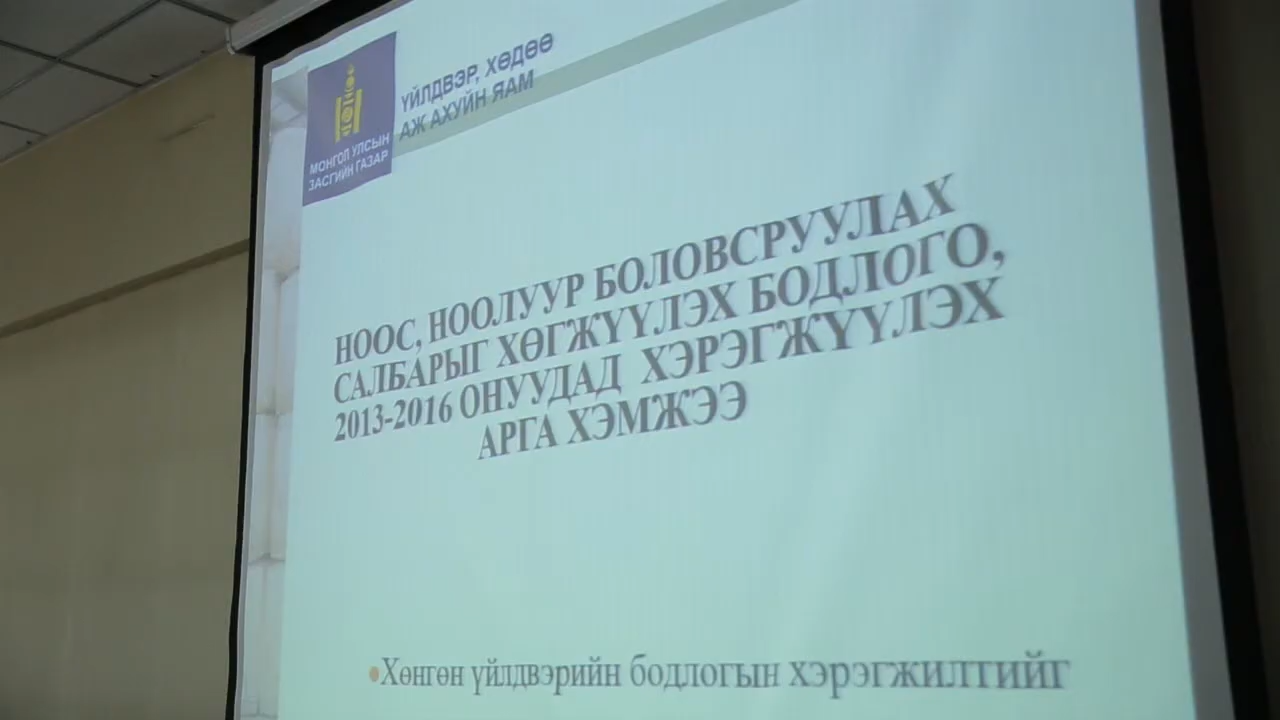 ҮЙЛДВЭР, ХӨДӨӨ
АЖ АХУЙН ЯАМ
МОНГОЛ УЛСЫН
ЗАСГИЙН ГАЗАР
НООС, НООЛУУР БОЛОВСРУУЛАХ
САЛБАРЫГ ХӨГЖҮҮЛЭХ БОДЛОГО,
2013-2016 ОНУУДАД ХЭРЭГЖҮҮЛЭХ
АРГА ХЭМЖЭЭ
•Хөнгөн үйлдвэрийн бодлогын хэрэгжилтийг